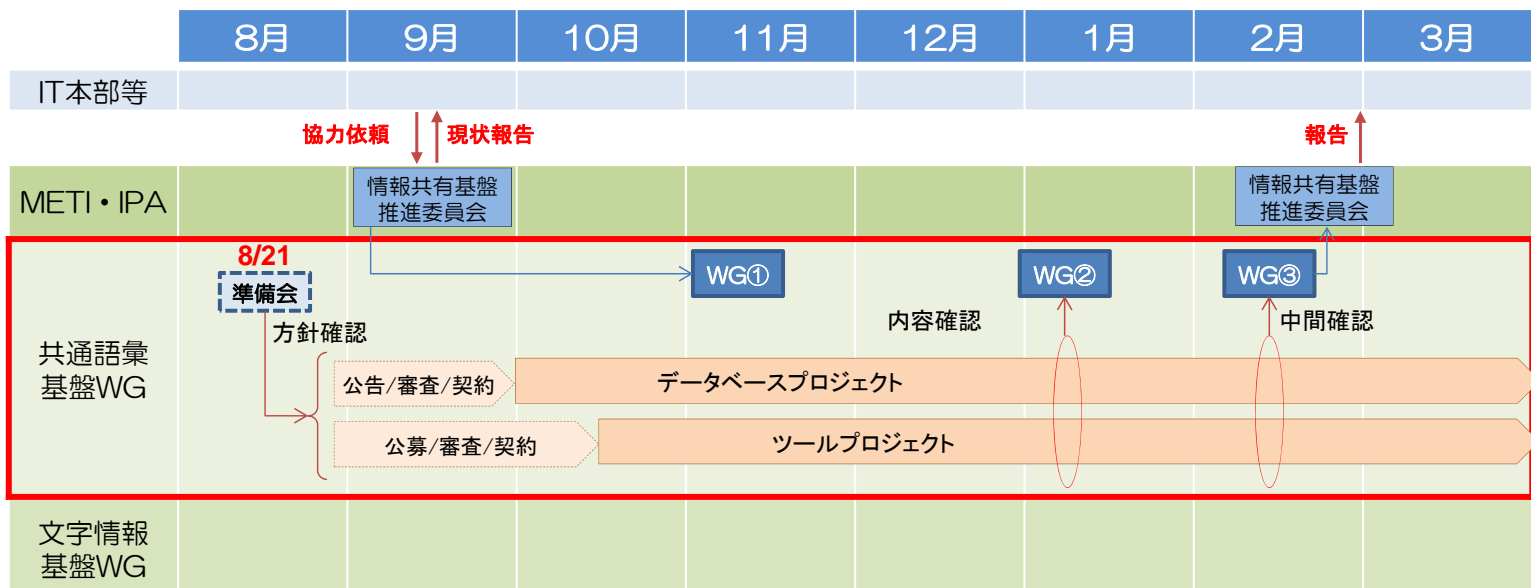 8月
9月
10月
11月
12月
1月
2月
3月
IT本部等
協力依頼
現状報告
報告
METI・IPA
情報共有基盤
推進委員会
情報共有基盤
推進委員会
共通語彙
基盤WG
8/21
準備会
方針確認
WG①
WG②
WG③
内容確認
中間確認
公告/審査/契約
データベースプロジェクト
公募/審査/契約
ツールプロジェクト
文字情報
基盤WG